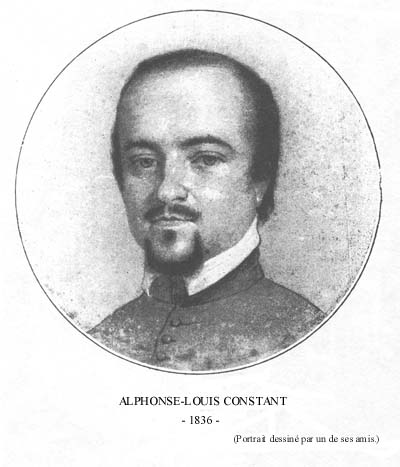 ALPHONSE-LOUIS CONSTANT
- 1836 -
(Portrait dessiné par un de ses amis.)